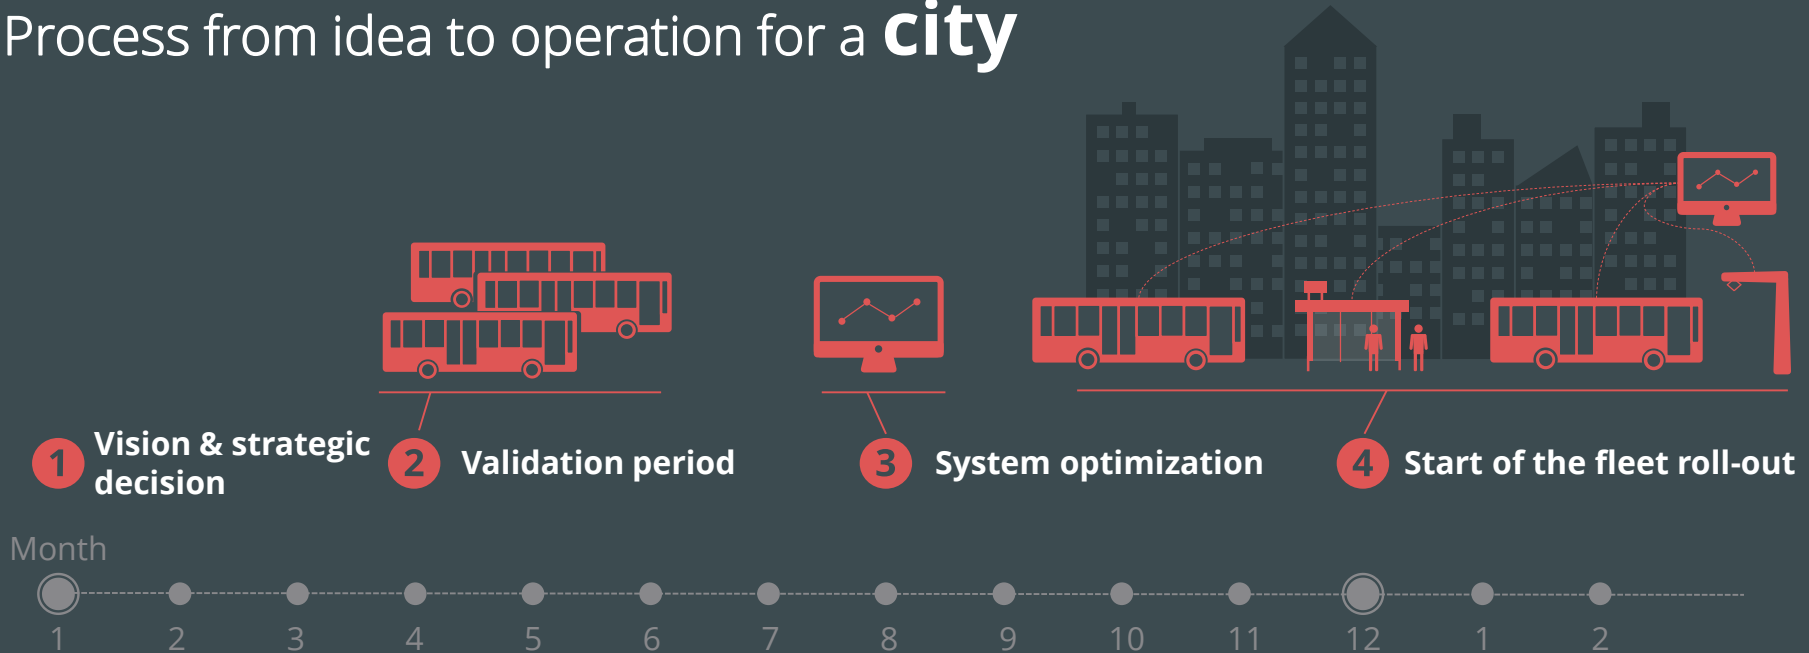 Process from idea to operation for a city
1 Vision & strategic
decision
2 Validation period
3 System optimization
4 Start of the fleet roll-out
Month
1 2 3 4 5 6 7 8 9 10 11 12 1 2